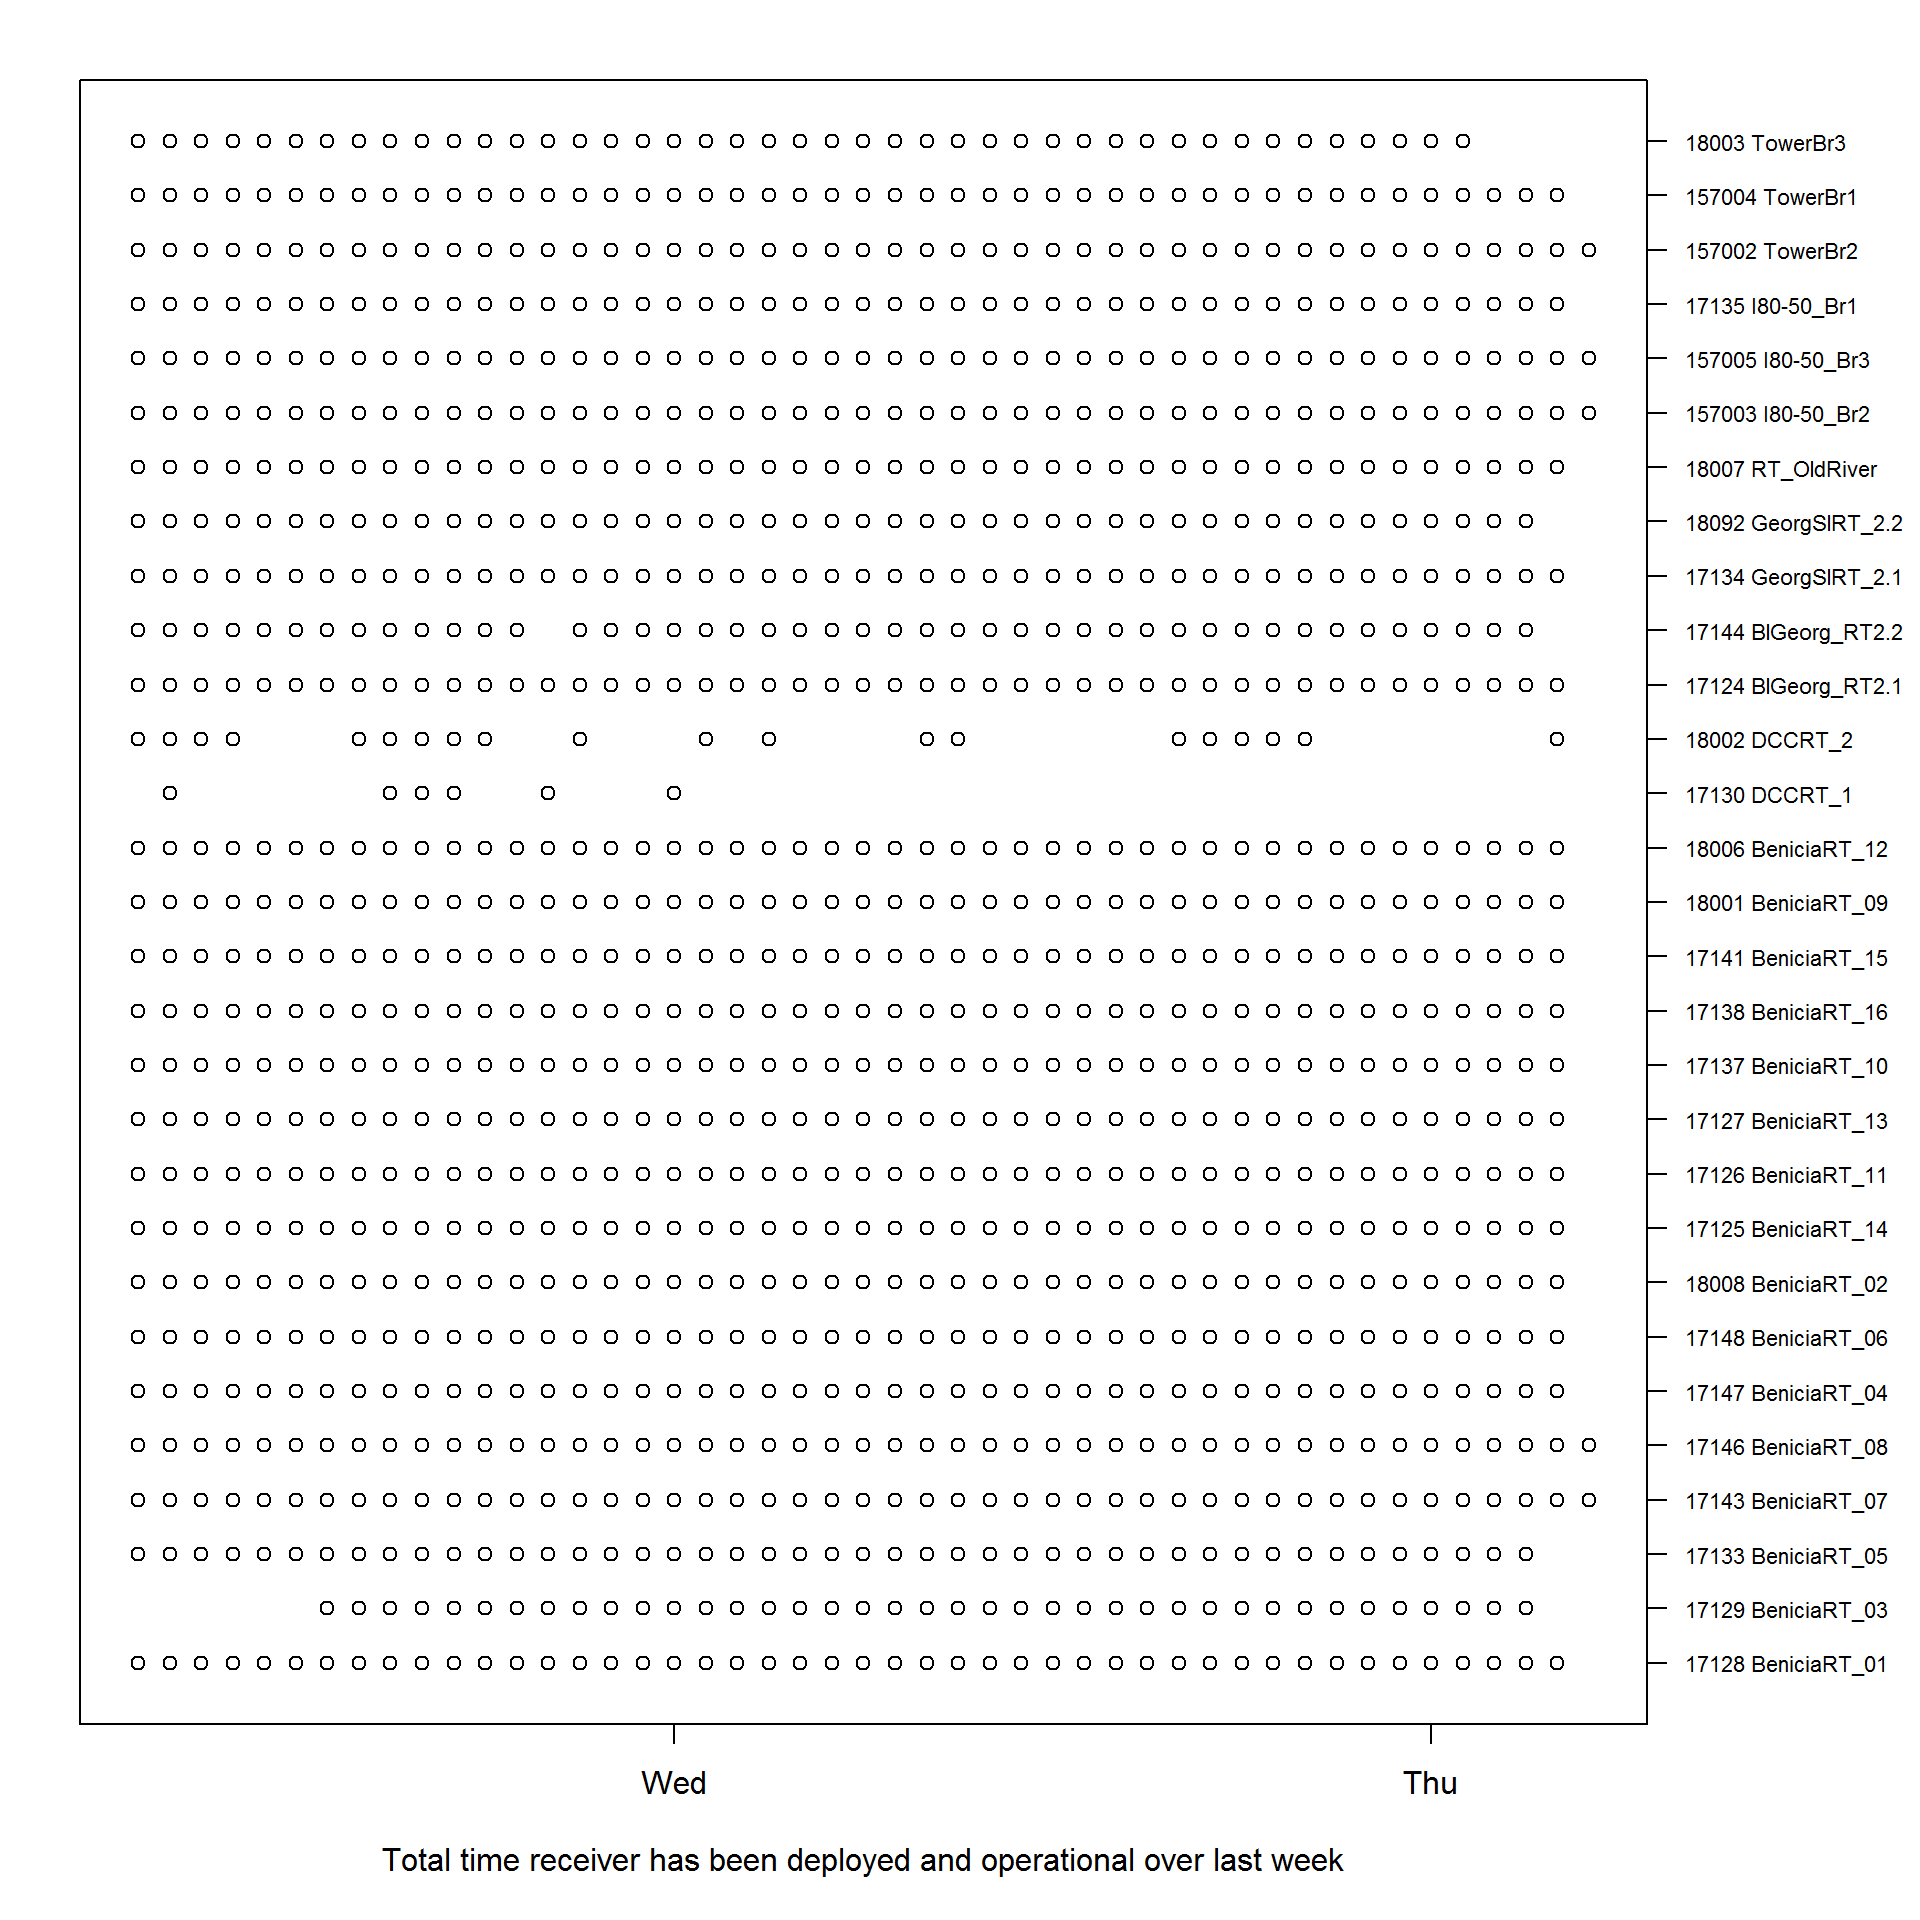 18003 TowerBr3
157004 TowerBr1
157002 TowerBr2
17135 I80-50_Br1
157005 I80-50_Br3
157003 I80-50_Br2
18007 RT_OldRiver
18092 GeorgSlRT_2.2
17134 GeorgSlRT_2.1
17144 BlGeorg_RT2.2
17124 BlGeorg_RT2.1
18002 DCCRT_2
17130 DCCRT_1
18006 BeniciaRT_12
18001 BeniciaRT_09
17141 BeniciaRT_15
17138 BeniciaRT_16
17137 BeniciaRT_10
17127 BeniciaRT_13
17126 BeniciaRT_11
17125 BeniciaRT_14
18008 BeniciaRT_02
17148 BeniciaRT_06
17147 BeniciaRT_04
17146 BeniciaRT_08
17143 BeniciaRT_07
17133 BeniciaRT_05
17129 BeniciaRT_03
17128 BeniciaRT_01
Wed Thu
Total time receiver has been deployed and operational over last week